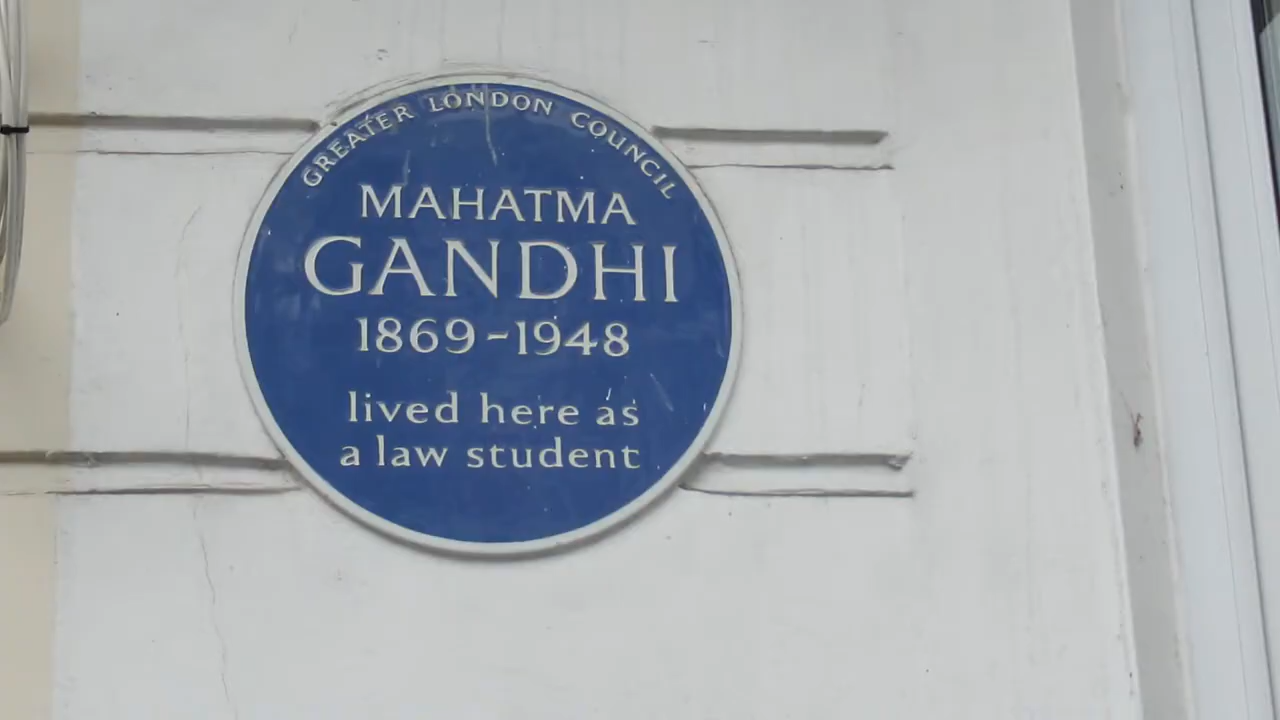 GREATER LONDON COUNCIL
MAHATMA
GANDHI
1869-1948
lived here as
a law student